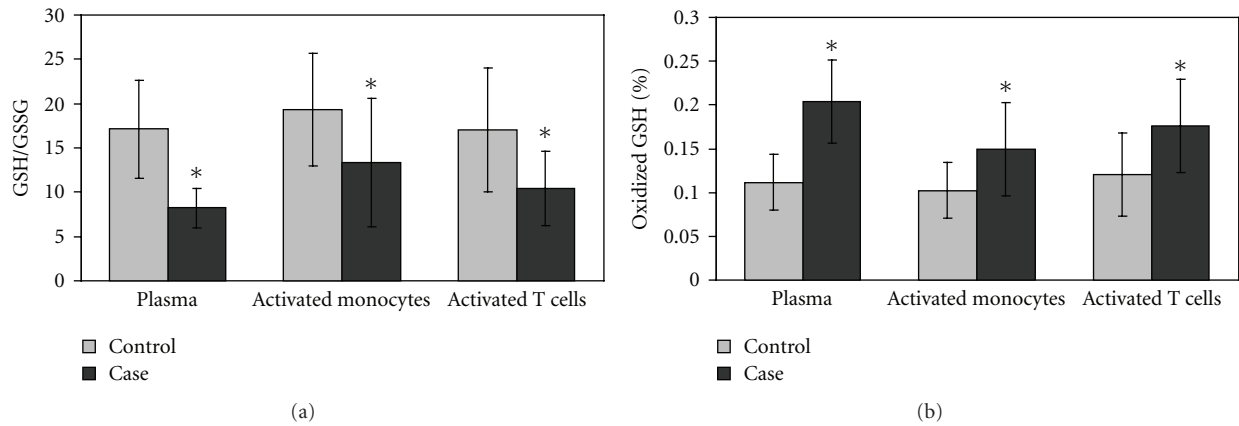 30
25
20
15
10
5
0
GSH/GSSG
*
*
*
Plasma
Activated monocytes
Activated T cells
Control
Case
(a)
0.3
0.25
0.2
0.15
0.1
0.05
0
Oxidized GSH (%)
*
*
*
Plasma
Activated monocytes
Activated T cells
Control
Case
(b)